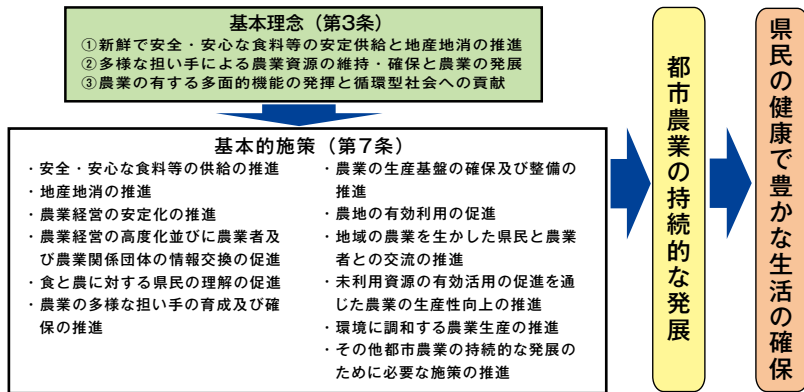 基本理念（第3条）
①新鮮で安全・安心な食料等の安定供給と地産地消の推進
②多様な担い手による農業資源の維持・確保と農業の発展
③農業の有する多面的機能の発揮と循環型社会への貢献
基本的施策（第7条）
・安全・安心な食料等の供給の推進
・地産地消の推進
・農業経営の安定化の推進
・農業経営の高度化並びに農業者及
び農業関係団体の情報交換の促進
・食と農に対する県民の理解の促進
・農業の多様な担い手の育成及び確
保の推進
・農業の生産基盤の確保及び整備の
推進
・農地の有効利用の促進
・地域の農業を生かした県民と農業
者との交流の推進
・未利用資源の有効活用の促進を通
じた農業の生産性向上の推進
・環境に調和する農業生産の推進
・その他都市農業の持続的な発展の
ために必要な施策の推進
都市農業の持続的な発展
県民の健康で豊かな生活の確保